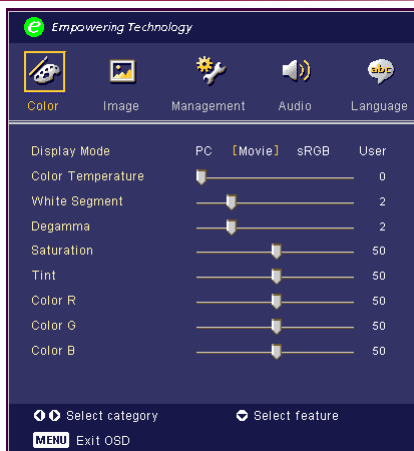 e Empowering Technology
abc
Color Image Management Audio Language
Display Mode PC [Movie] sRGB User
Color Temperature 0
White Segment 2
Degamma 2
Saturation 50
Tint 50
Color R 50
Color G 50
Color B 50
Select category Select feature
MENU Exit OSD